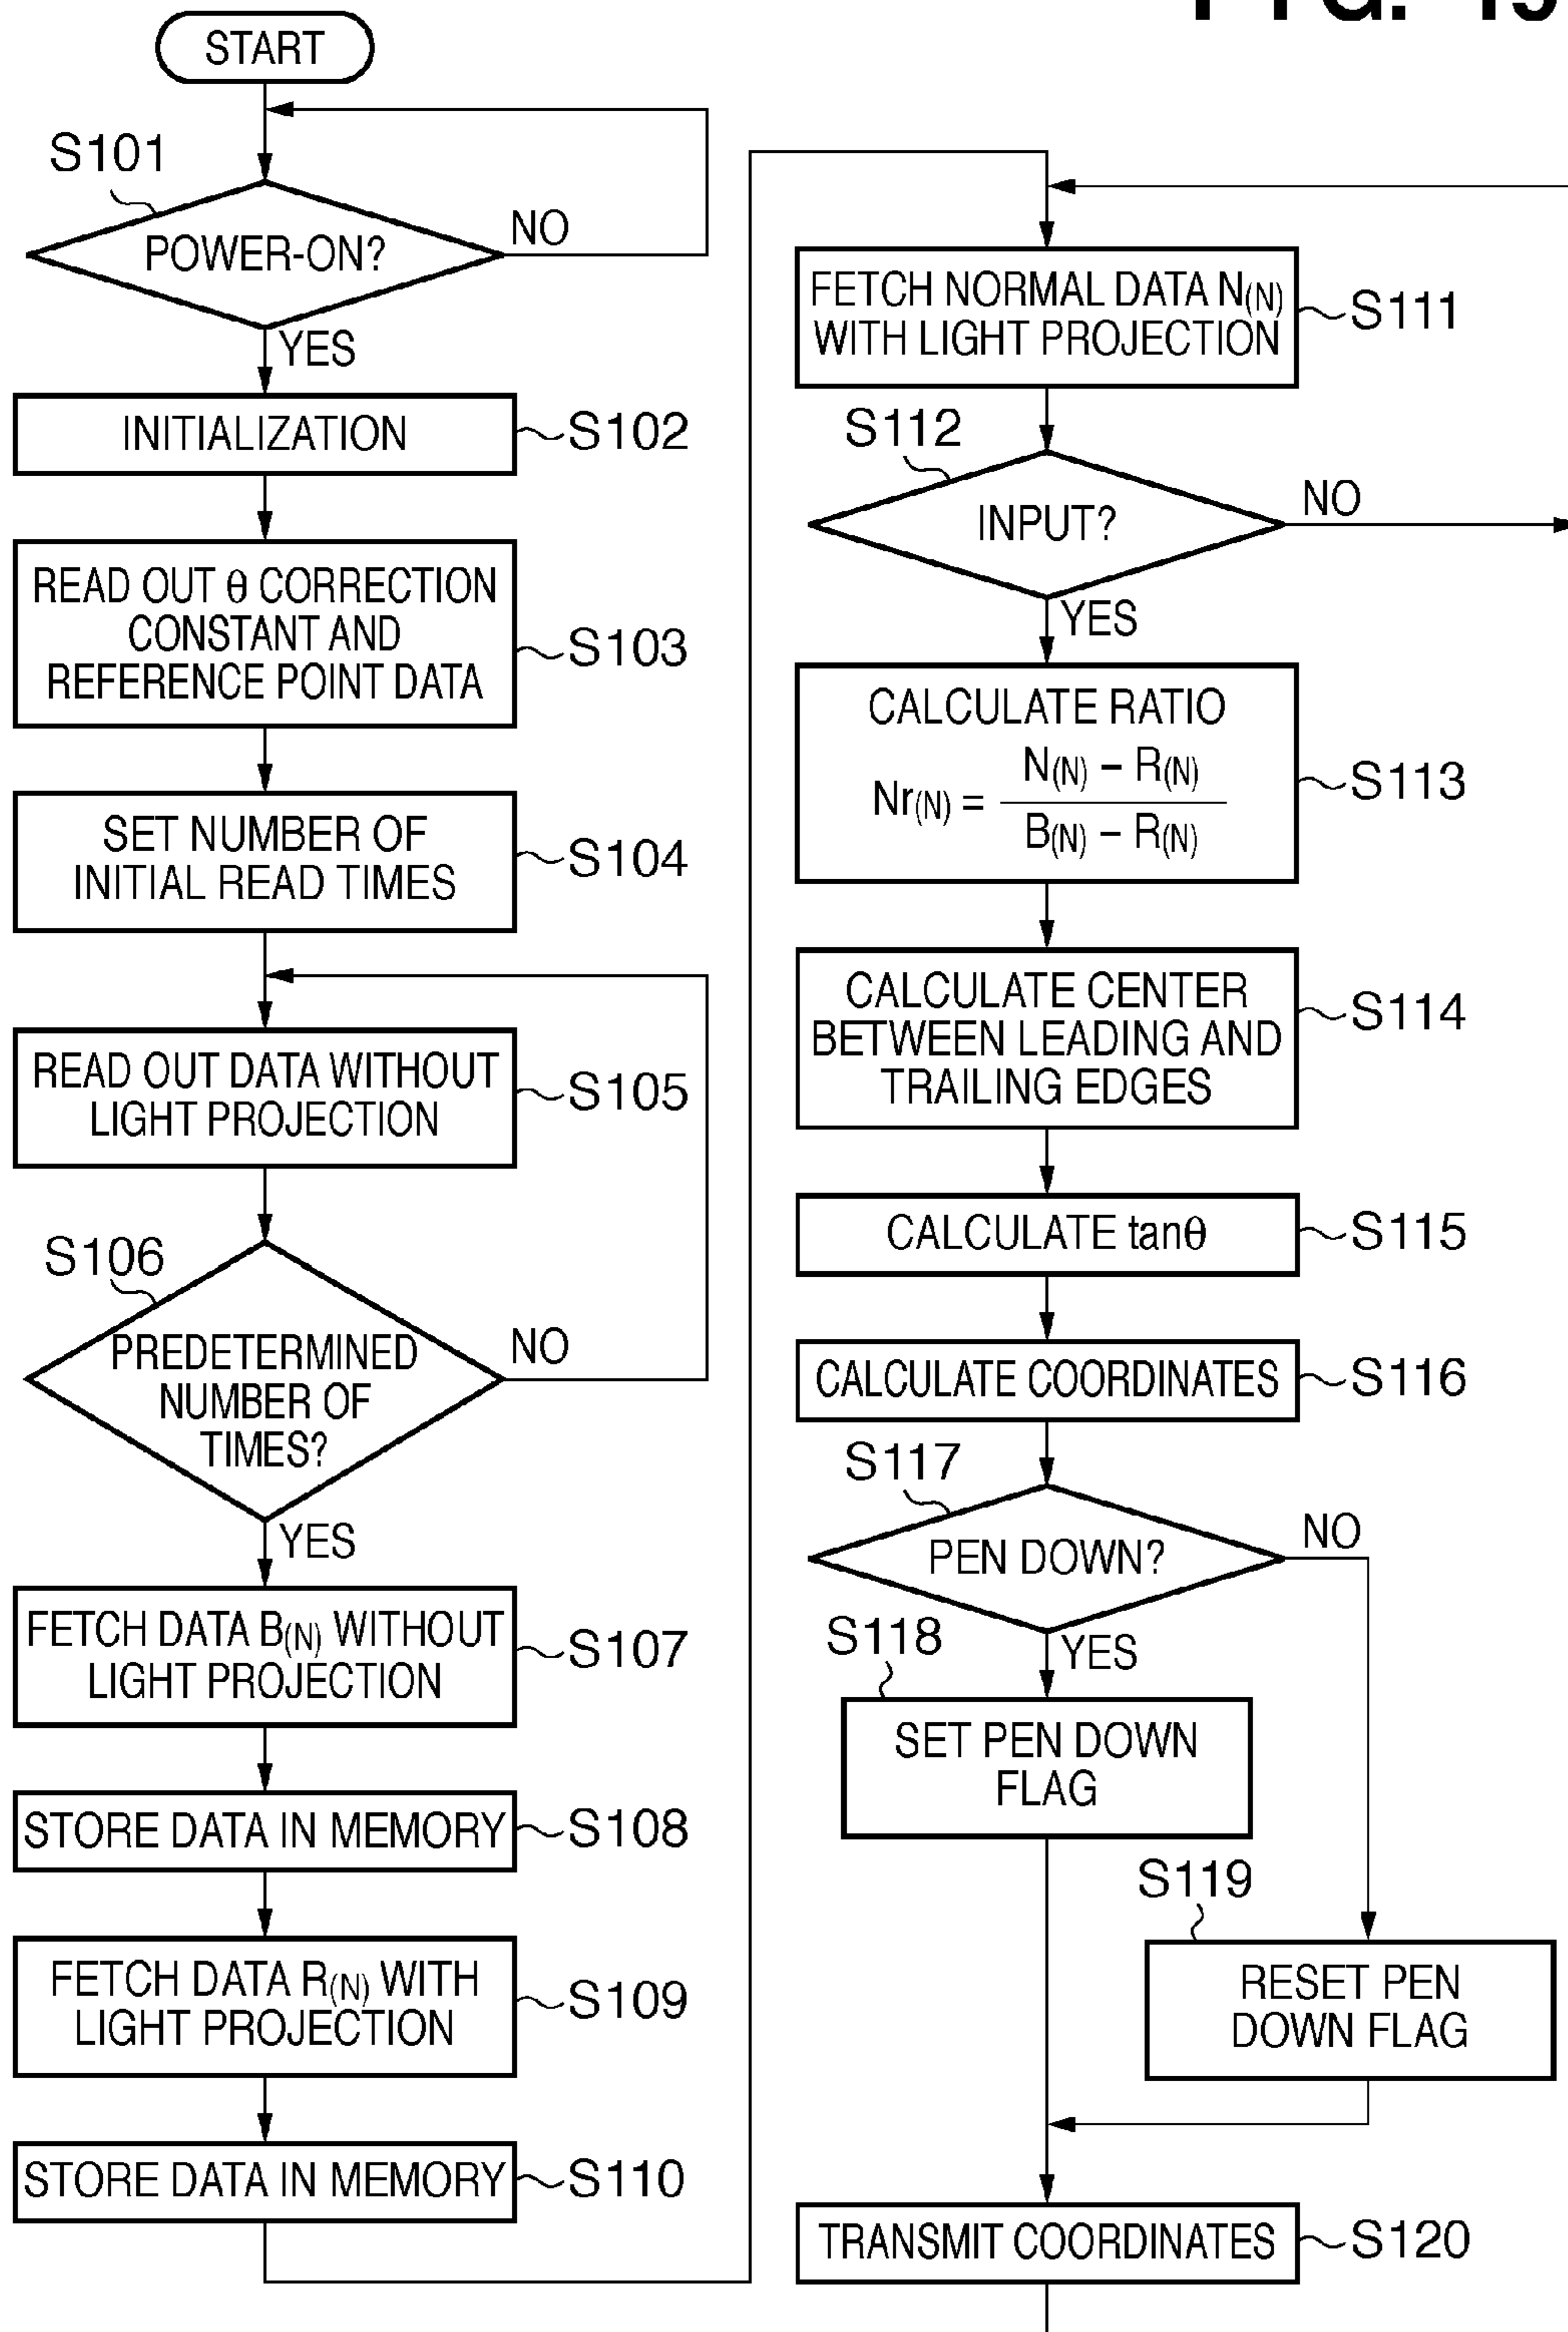 START
S101
POWER-ON?
NO
YES
INITIALIZATION
S102
READ OUT θ CORRECTION
CONSTANT AND
REFERENCE POINT DATA
S103
SET NUMBER OF
INITIAL READ TIMES
S104
READ OUT DATA WITHOUT
LIGHT PROJECTION
S105
S106
PREDETERMINED
NUMBER OF
TIMES?
NO
YES
FETCH DATA B(N) WITHOUT
LIGHT PROJECTION
S107
STORE DATA IN MEMORY
S108
FETCH DATA R(N) WITH
LIGHT PROJECTION
S109
STORE DATA IN MEMORY
S110
FETCH NORMAL DATA N(N)
WITH LIGHT PROJECTION
S111
S112
INPUT?
NO
YES
CALCULATE RATIO
Nr(N) = N(N) – R(N) / B(N) – R(N)
S113
CALCULATE CENTER
BETWEEN LEADING AND
TRAILING EDGES
S114
CALCULATE tanθ
S115
CALCULATE COORDINATES
S116
S117
PEN DOWN?
NO
YES
S118
SET PEN DOWN
FLAG
S119
RESET PEN
DOWN FLAG
TRANSMIT COORDINATES
S120